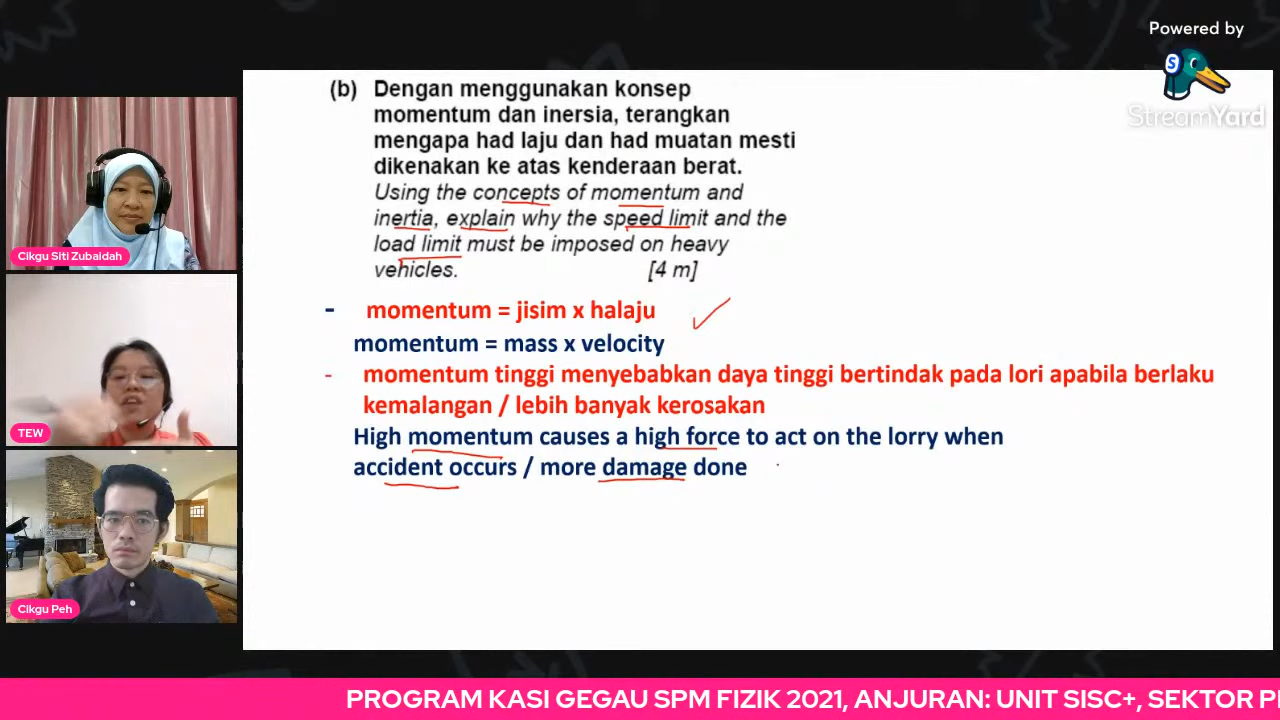 Powered by
StreamYard
(b) Dengan menggunakan konsep
momentum dan inersia, terangkan
mengapa had laju dan had muatan mesti
dikenakan ke atas kenderaan berat.
Using the concepts of momentum and
inertia, explain why the speed limit and the
load limit must be imposed on heavy
vehicles. [4 m]
- momentum = jisim x halaju
momentum = mass x velocity
- momentum tinggi menyebabkan daya tinggi bertindak pada lori apabila berlaku
kemalangan / lebih banyak kerosakan
High momentum causes a high force to act on the lorry when
accident occurs / more damage done
Cikgu Siti Zubaidah
TEW
Cikgu Peh
PROGRAM KASI GEGAU SPM FIZIK 2021, ANJURAN: UNIT SISC+, SEKTOR